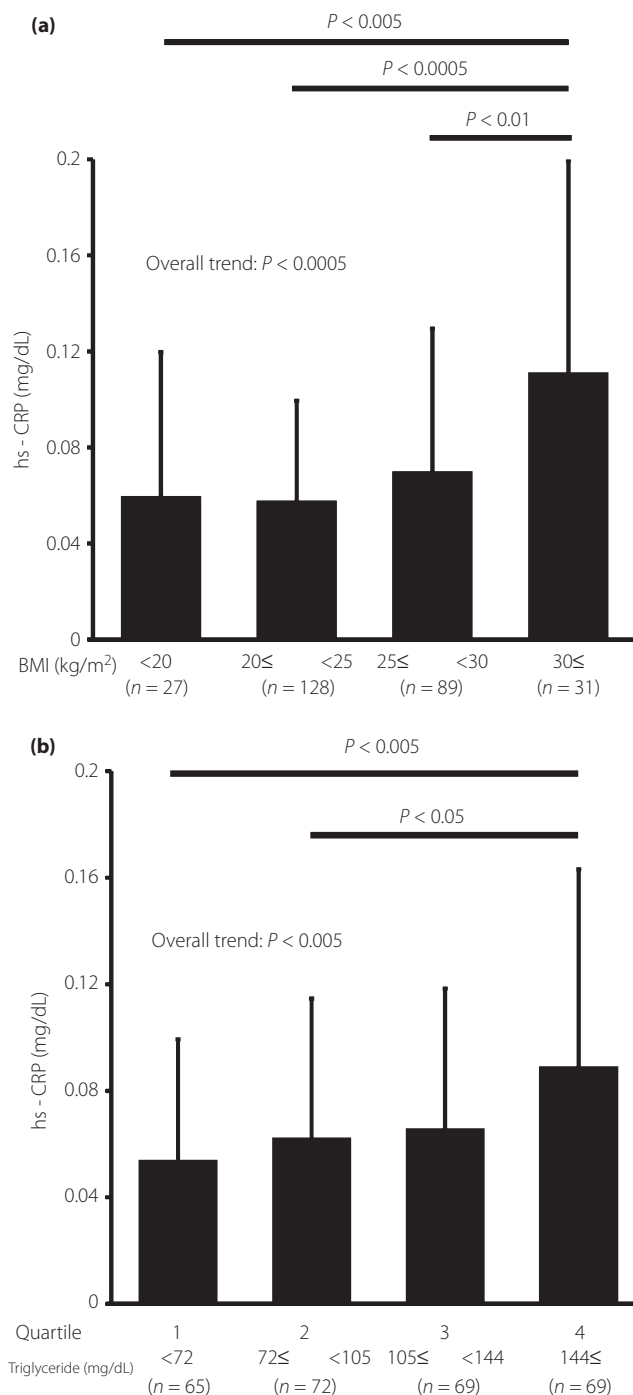 (a)
P < 0.005
P < 0.0005
P < 0.01
0.2
0.16
Overall trend: P < 0.0005
0.12
hs - CRP (mg/dL)
0.08
0.04
0
BMI (kg/m²) <20 20≤ <25 25≤ <30 30≤
(n = 27) (n = 128) (n = 89) (n = 31)
(b)
P < 0.005
0.2
P < 0.05
0.16
Overall trend: P < 0.005
0.12
hs - CRP (mg/dL)
0.08
0.04
0
Quartile 1 2 3 4
Triglyceride (mg/dL) <72 72≤ <105 105≤ <144 144≤
(n = 65) (n = 72) (n = 69) (n = 69)